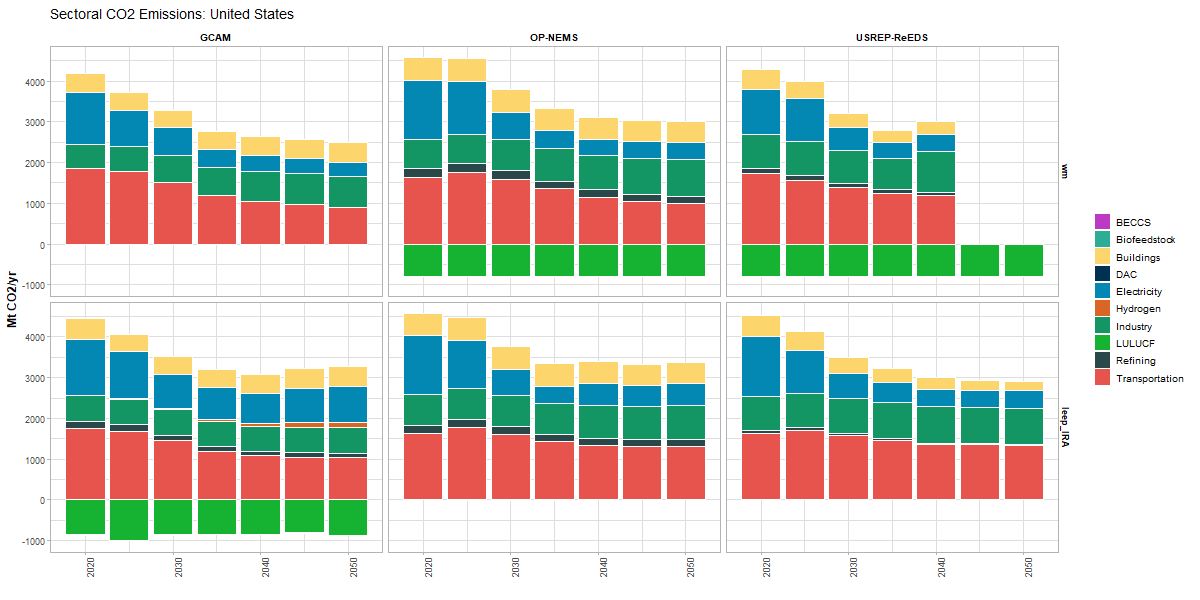 Sectoral CO2 Emissions: United States
GCAM
OP-NEMS
USREP-ReEDS
Mt CO2/yr
4000
3000
2000
1000
0
-1000
wm
4000
3000
2000
1000
0
-1000
leep_IRA
2020
2030
2040
2050
2020
2030
2040
2050
2020
2030
2040
2050
BECCS
Biofeedstock
Buildings
DAC
Electricity
Hydrogen
Industry
LULUCF
Refining
Transportation